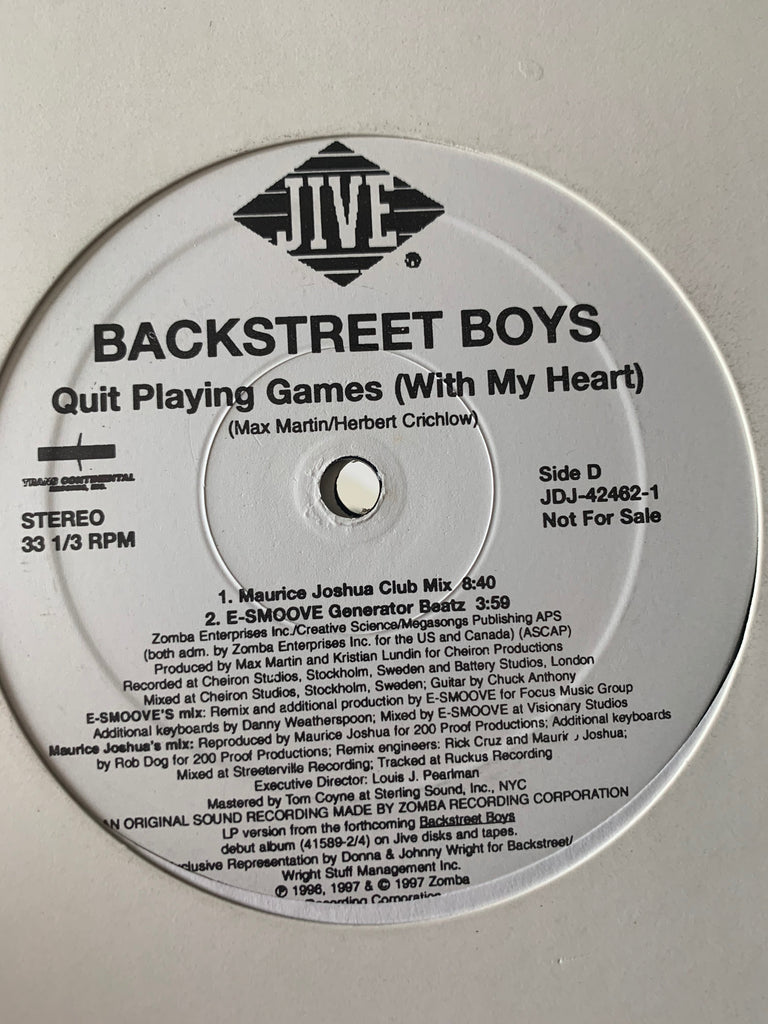 JIVE
BACKSTREET BOYS
Quit Playing Games (With My Heart)
(Max Martin/Herbert Crichlow)
TRANS CONTINENTAL
RECORDS, INC.
STEREO
33 1/3 RPM
Side D
JDJ-42462-1
Not For Sale
1. Maurice Joshua Club Mix 8:40
2. E-SMOOVE Generator Beatz 3:59
Zomba Enterprises Inc./Creative Science/Megasongs Publishing APS
(both adm. by Zomba Enterprises Inc. for the US and Canada) (ASCAP)
Produced by Max Martin and Kristian Lundin for Cheiron Productions
Recorded at Cheiron Studios, Stockholm, Sweden and Battery Studios, London
Mixed at Cheiron Studios, Stockholm, Sweden; Guitar by Chuck Anthony
E-SMOOVE'S mix: Remix and additional production by E-SMOOVE for Focus Music Group
Additional keyboards by Danny Weatherspoon; Mixed by E-SMOOVE at Visionary Studios
Maurice Joshua's mix: Reproduced by Maurice Joshua for 200 Proof Productions; Additional keyboards
by Rob Dog for 200 Proof Productions; Remix engineers: Rick Cruz and Mauri J Joshua;
Mixed at Streeterville Recording; Tracked at Ruckus Recording
Executive Director: Louis J. Pearlman
Mastered by Tom Coyne at Sterling Sound, Inc., NYC
AN ORIGINAL SOUND RECORDING MADE BY ZOMBA RECORDING CORPORATION
LP version from the forthcoming Backstreet Boys
debut album (41589-2/4) on Jive disks and tapes.
clusive Representation by Donna & Johnny Wright for Backstreet/
Wright Stuff Management Inc.
℗ 1996, 1997 & © 1997 Zomba
Recording Corporation